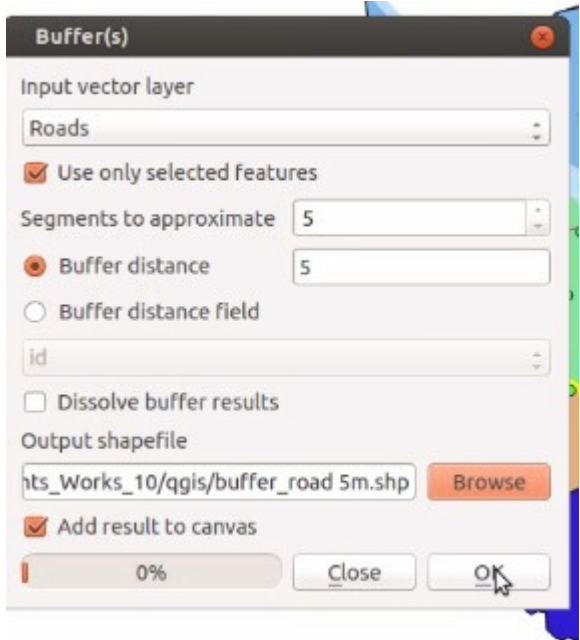 Buffer(s)
Input vector layer
Roads
Use only selected features
Segments to approximate 5
Buffer distance 5
Buffer distance field
id
Dissolve buffer results
Output shapefile
nts_Works_10/qgis/buffer_road 5m.shp Browse
Add result to canvas
0% Close OK